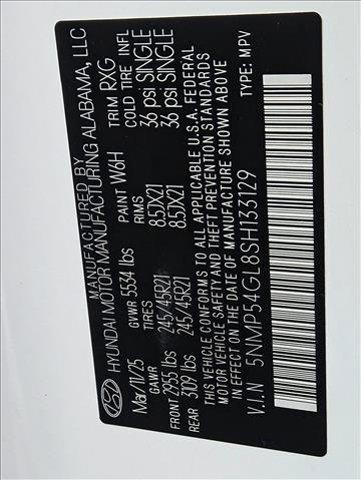 MANUFACTURED BY
HYUNDAI MOTOR MANUFACTURING ALABAMA, LLC
Mar/17/25 GVWR 5534 lbs PAINT W6H TRIM RXG
GAWR TIRES RIMS COLD TIRE INFL
FRONT 2955 lbs 245/45R21 8.5JX21 36 psi SINGLE
REAR 3109 lbs 245/45R21 8.5JX21 36 psi SINGLE
THIS VEHICLE CONFORMS TO ALL APPLICABLE U.S.A. FEDERAL
MOTOR VEHICLE SAFETY AND THEFT PREVENTION STANDARDS
IN EFFECT ON THE DATE OF MANUFACTURE SHOWN ABOVE
V.I.N 5NMP54GL8SH133129 TYPE: MPV